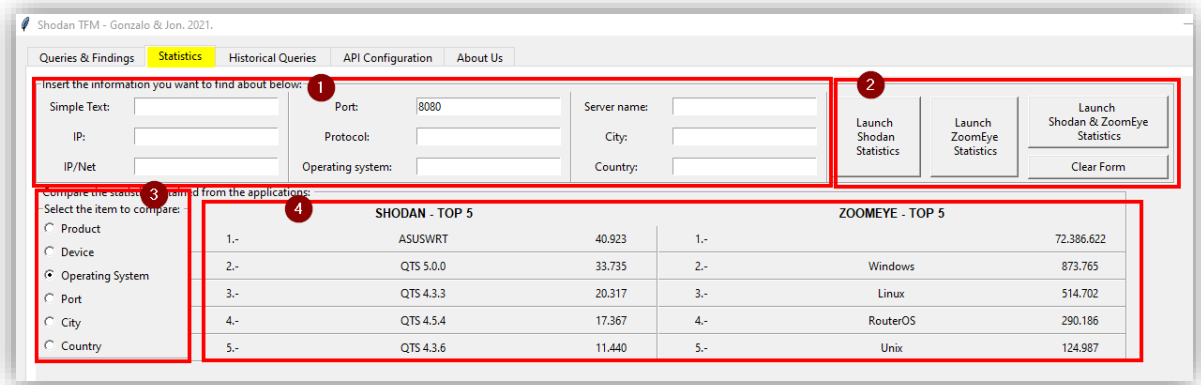 Shodan TFM - Gonzalo & Jon. 2021.
Queries & Findings Statistics Historical Queries API Configuration About Us
Insert the information you want to find about below:
1
2
Simple Text: Port: 8080 Server name:
IP: Protocol: City:
IP/Net Operating system: Country:
Launch
Shodan
Statistics
Launch
ZoomEye
Statistics
Launch
Shodan & ZoomEye
Statistics
Clear Form
Compare the from the applications:
3
4
Select the item to compare:
Product
Device
Operating System
Port
City
Country
SHODAN - TOP 5 ZOOMEYE - TOP 5
1.- ASUSWRT 40.923 1.- 72.386.622
2.- QTS 5.0.0 33.735 2.- Windows 873.765
3.- QTS 4.3.3 20.317 3.- Linux 514.702
4.- QTS 4.5.4 17.367 4.- RouterOS 290.186
5.- QTS 4.3.6 11.440 5.- Unix 124.987